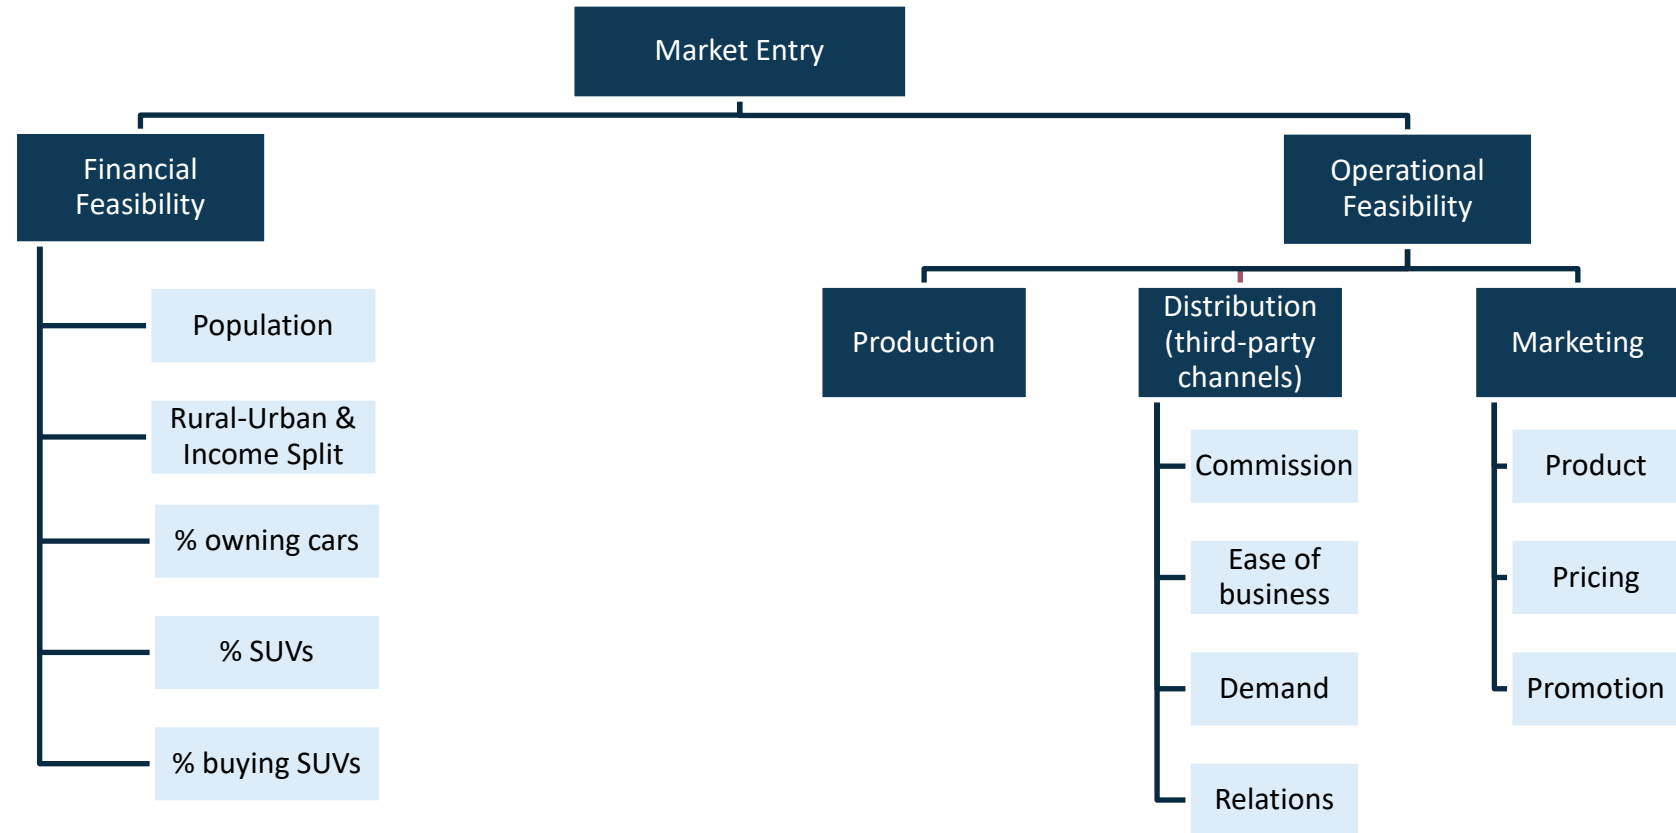 Market Entry
Financial
Feasibility
Operational
Feasibility
Population
Rural-Urban &
Income Split
% owning cars
% SUVs
% buying SUVs
Production
Distribution
(third-party
channels)
Marketing
Commission
Ease of
business
Demand
Relations
Product
Pricing
Promotion